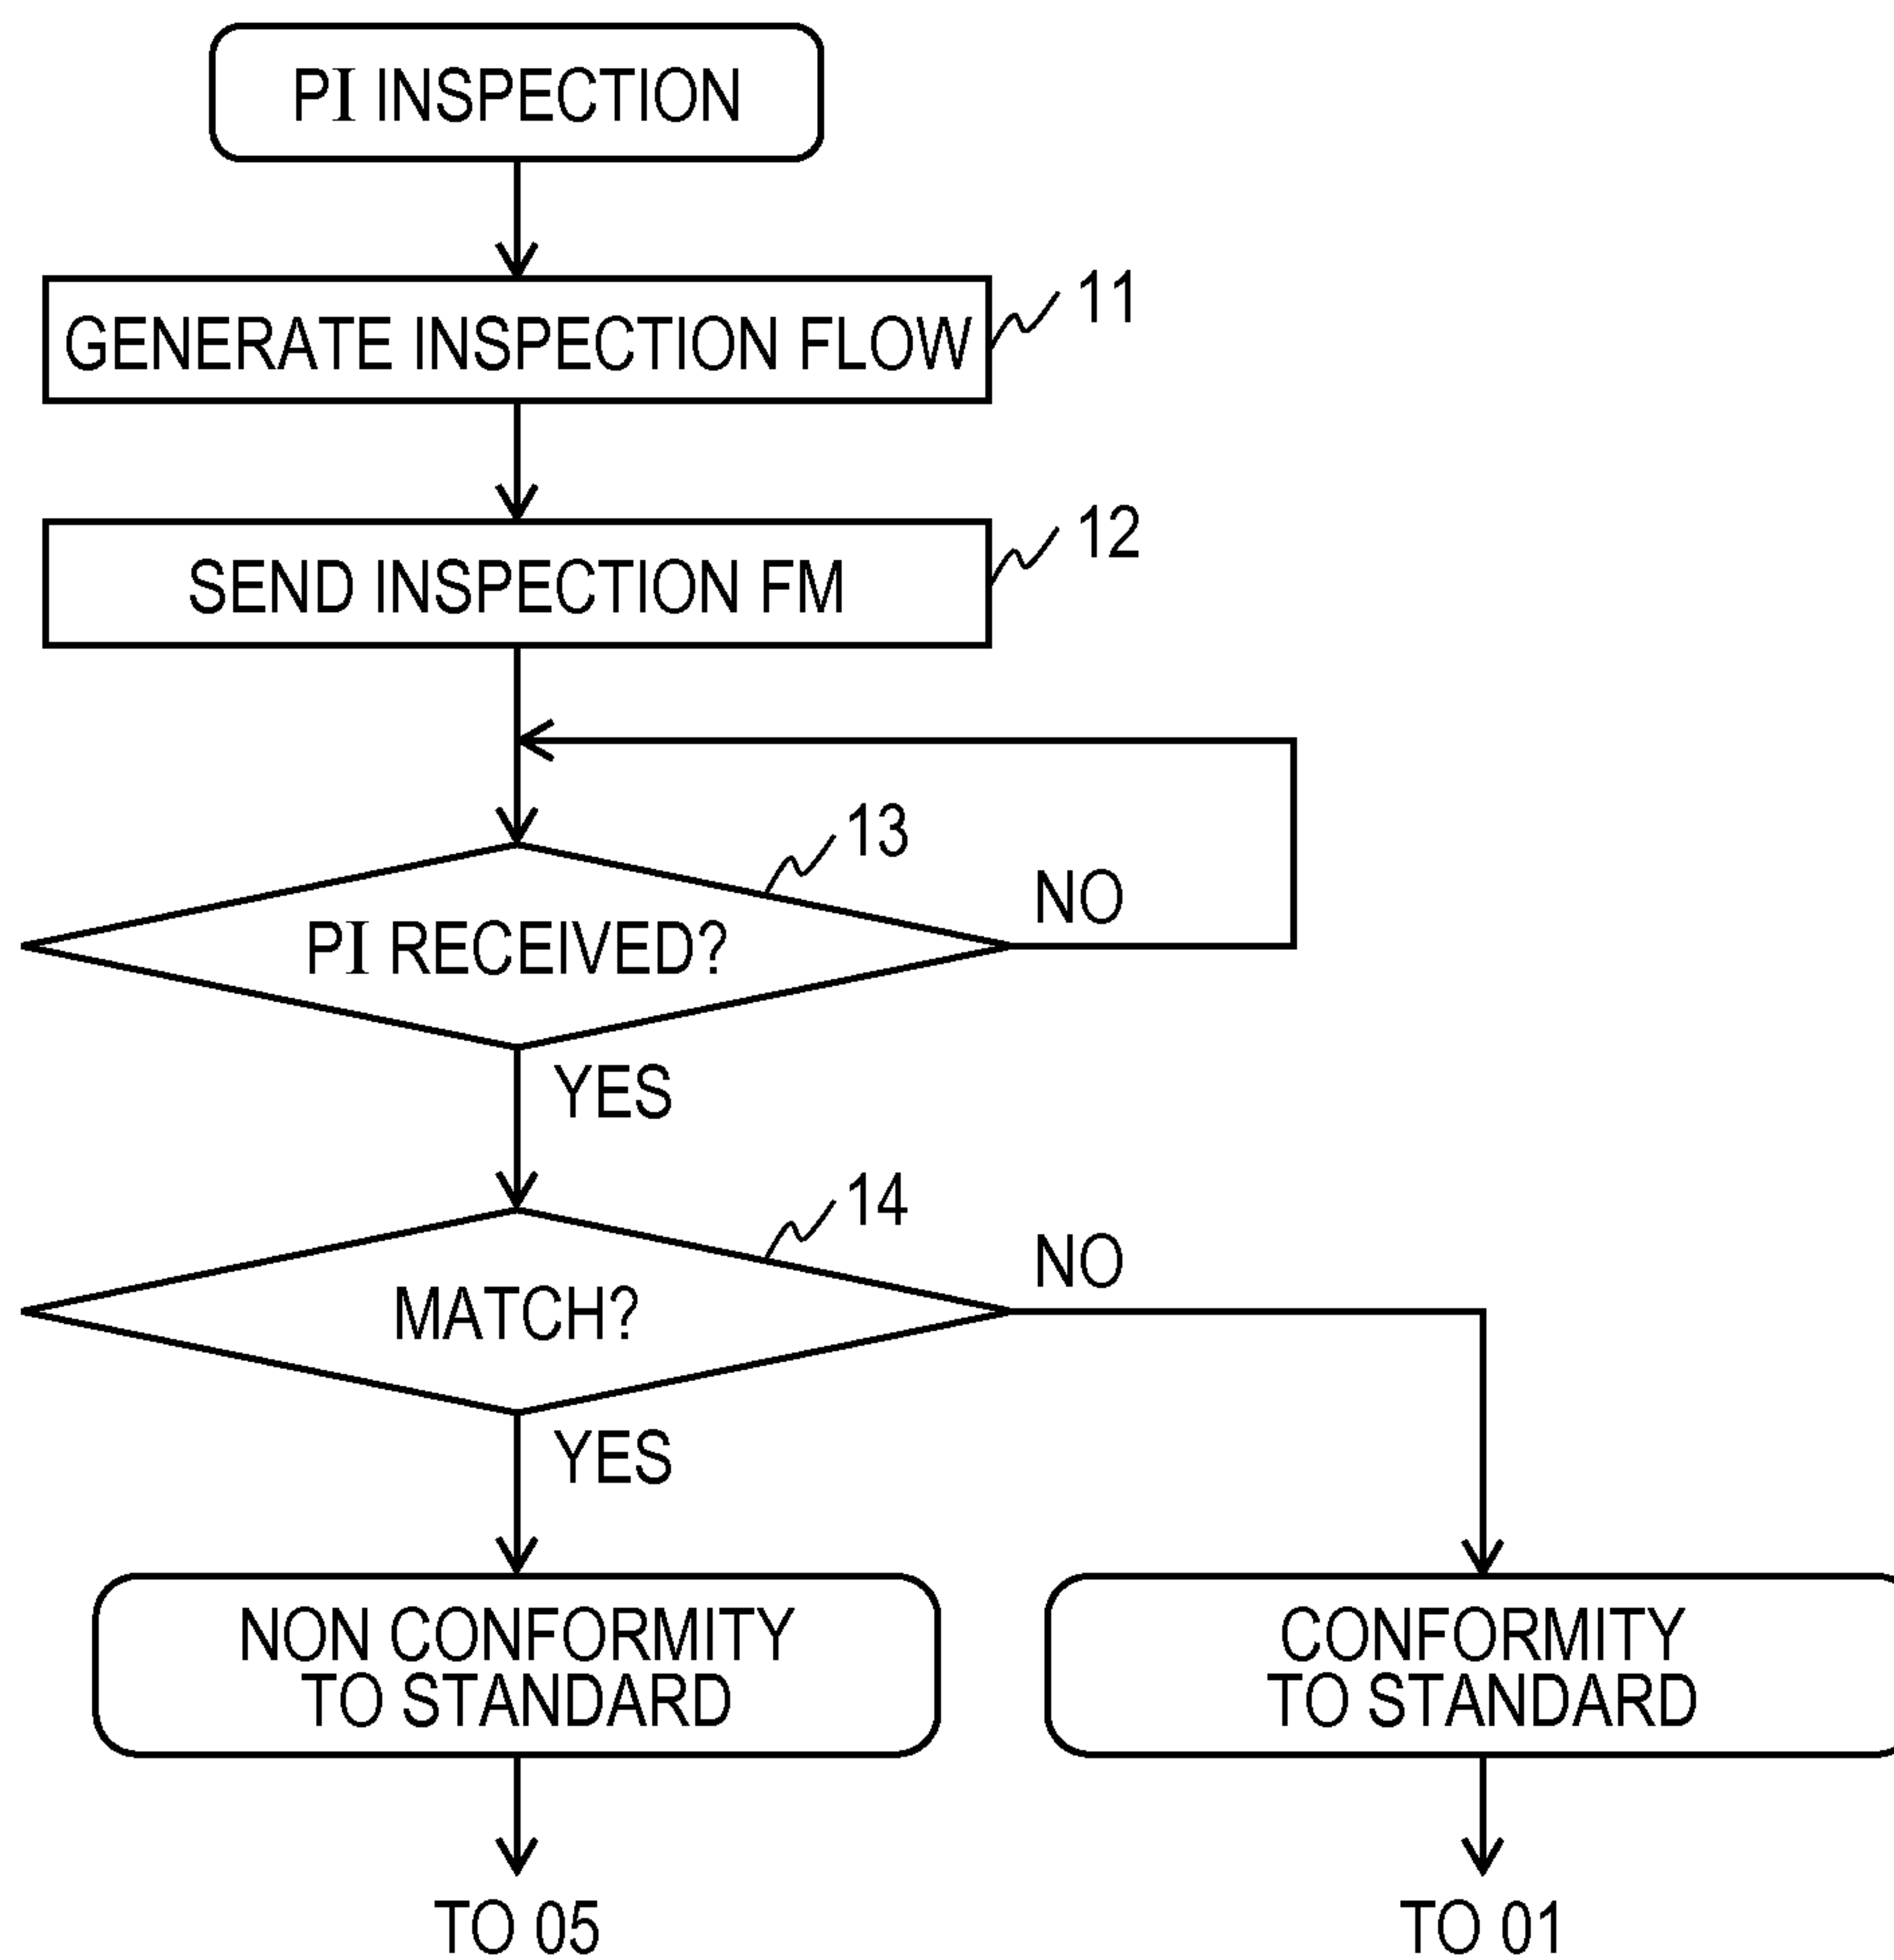 PI INSPECTION
GENERATE INSPECTION FLOW
11
SEND INSPECTION FM
12
13
PI RECEIVED?
NO
YES
14
MATCH?
NO
YES
NON CONFORMITY
TO STANDARD
CONFORMITY
TO STANDARD
TO 05
TO 01